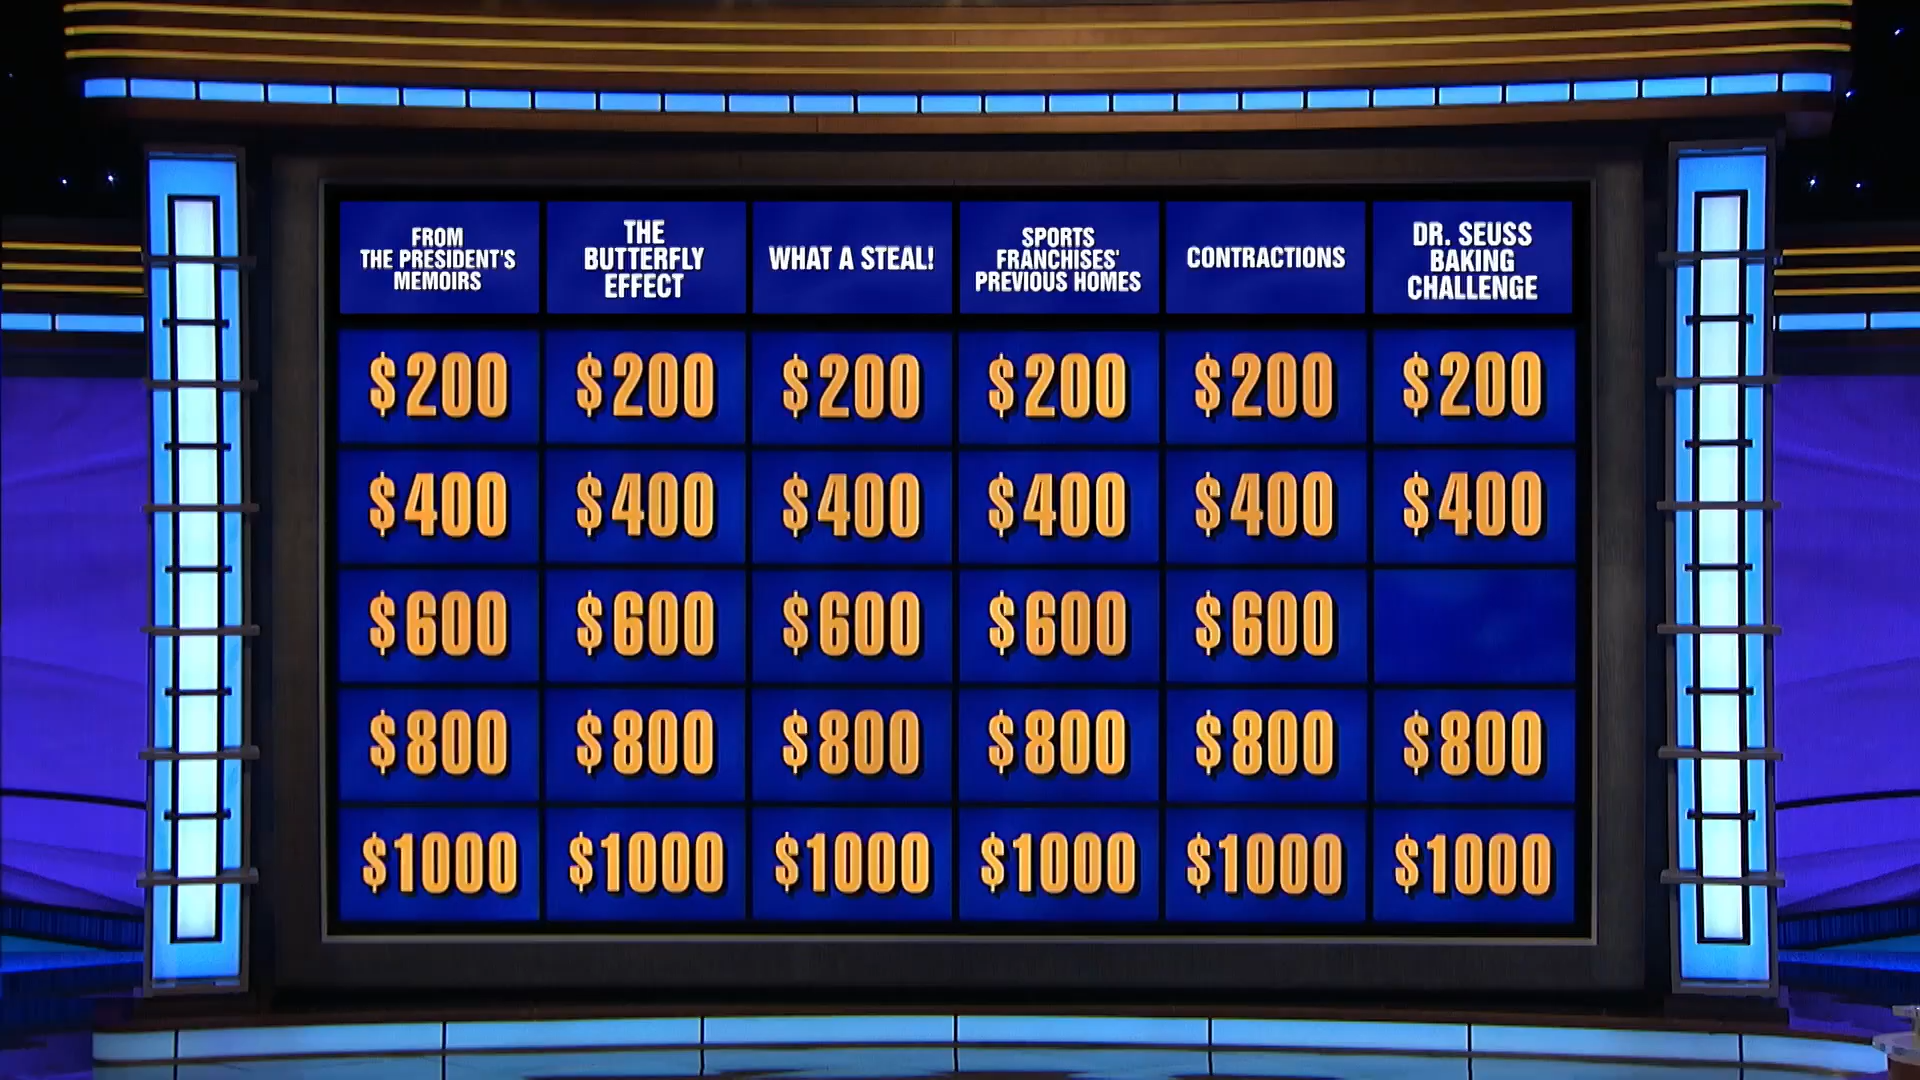 FROM
THE PRESIDENT'S
MEMOIRS
THE
BUTTERFLY
EFFECT
WHAT A STEAL!
SPORTS
FRANCHISES'
PREVIOUS HOMES
CONTRACTIONS
DR. SEUSS
BAKING
CHALLENGE
$200 $200 $200 $200 $200 $200
$400 $400 $400 $400 $400 $400
$600 $600 $600 $600 $600
$800 $800 $800 $800 $800 $800
$1000 $1000 $1000 $1000 $1000 $1000